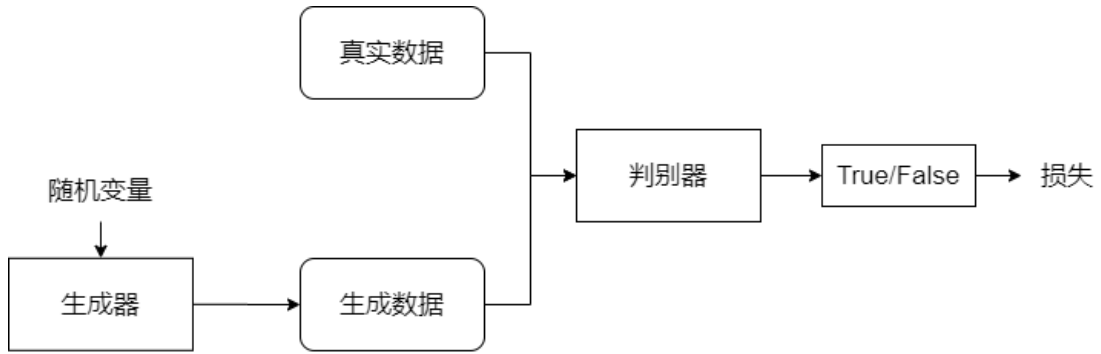 真实数据
随机变量
判别器
True/False
损失
生成器
生成数据